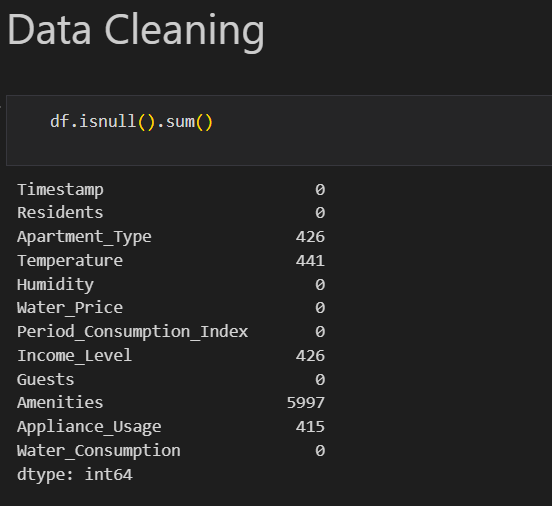 Data Cleaning
df.isnull().sum()
Timestamp 0
Residents 0
Apartment_Type 426
Temperature 441
Humidity 0
Water_Price 0
Period_Consumption_Index 0
Income_Level 426
Guests 0
Amenities 5997
Appliance_Usage 415
Water_Consumption 0
dtype: int64